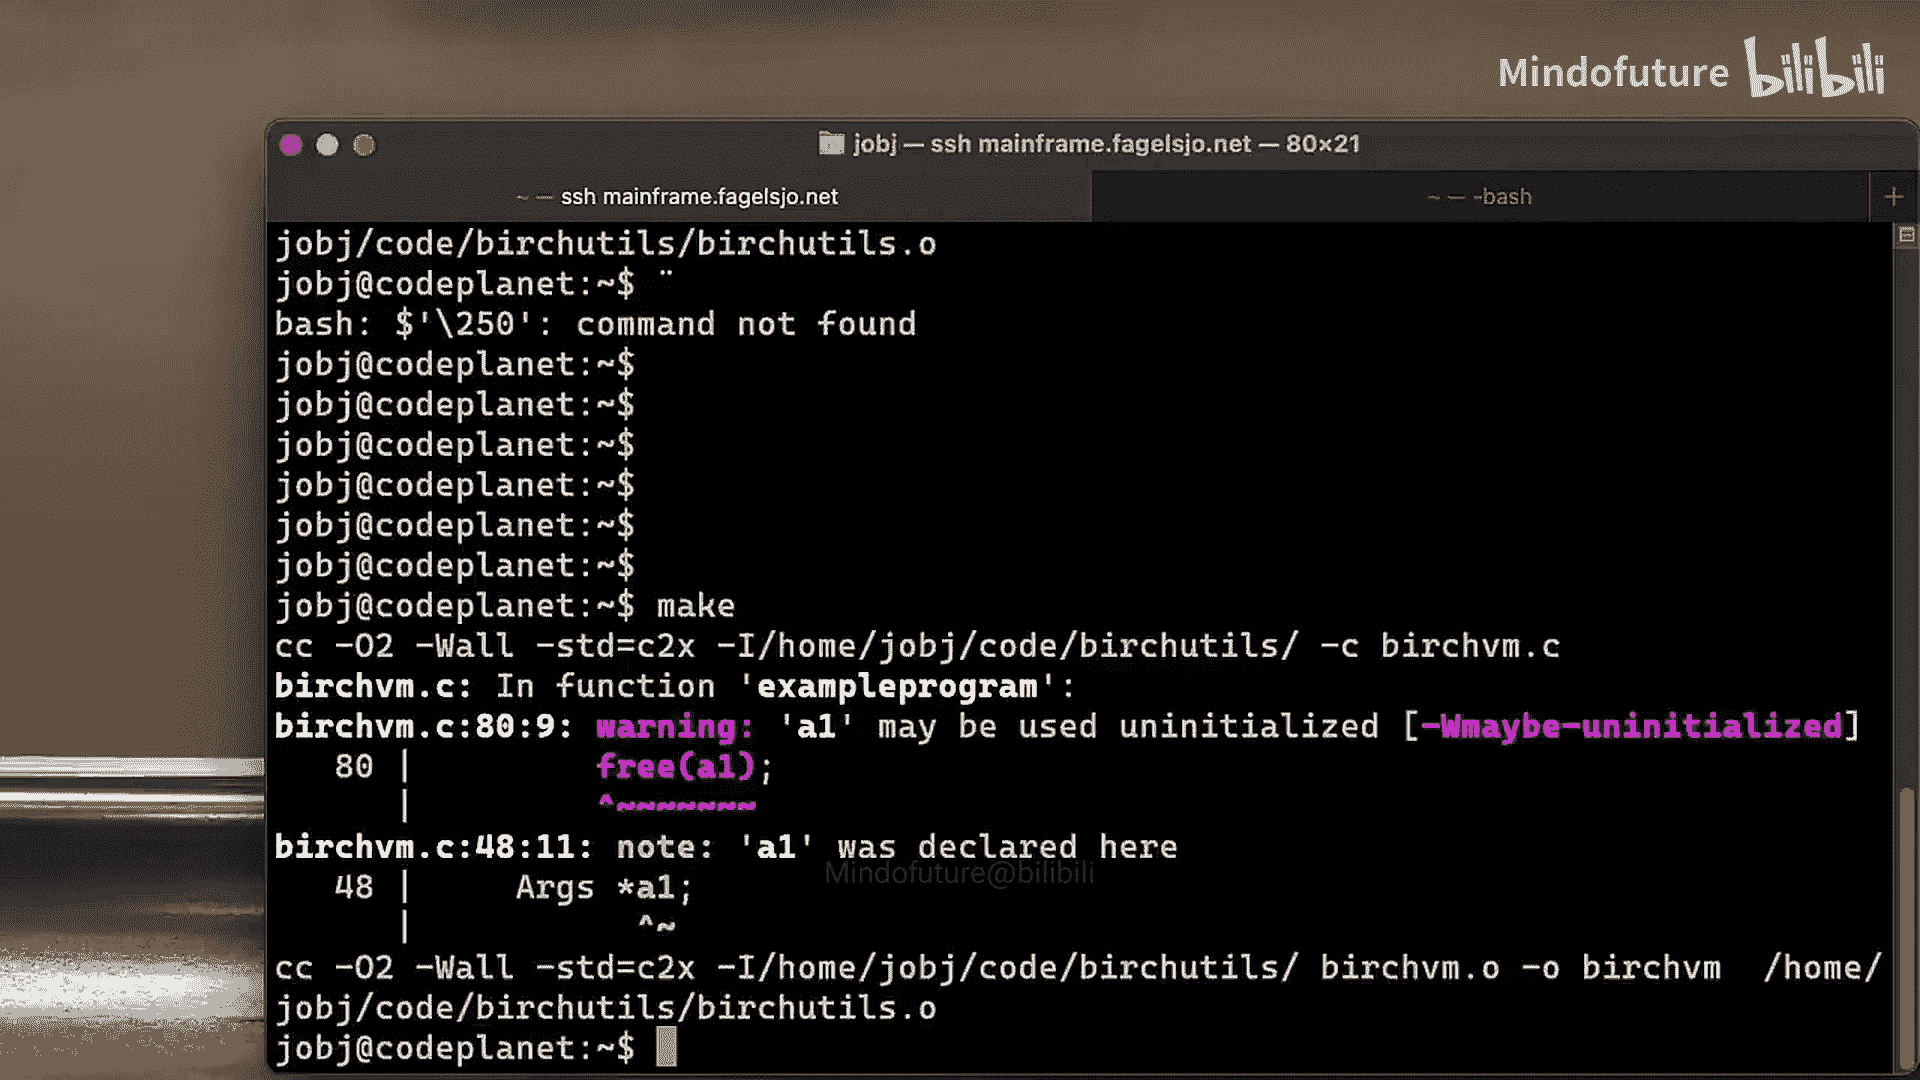 Mindofuture bilibili
jobj — ssh mainframe.fagelsjo.net — 80×21
~ — ssh mainframe.fagelsjo.net
~ — -bash
+
jobj/code/birchutils/birchutils.o
jobj@codeplanet:~$ ¨
bash: $'\250': command not found
jobj@codeplanet:~$
jobj@codeplanet:~$
jobj@codeplanet:~$
jobj@codeplanet:~$
jobj@codeplanet:~$
jobj@codeplanet:~$
jobj@codeplanet:~$ make
cc -O2 -Wall -std=c2x -I/home/jobj/code/birchutils/ -c birchvm.c
birchvm.c: In function 'exampleprogram':
birchvm.c:80:9: warning: 'a1' may be used uninitialized [-Wmaybe-uninitialized]
80 | free(a1);
| ^~~~~~~~
birchvm.c:48:11: note: 'a1' was declared here
Mindofuture@bilibili
48 | Args *a1;
| ^~
cc -O2 -Wall -std=c2x -I/home/jobj/code/birchutils/ birchvm.o -o birchvm /home/
jobj/code/birchutils/birchutils.o
jobj@codeplanet:~$